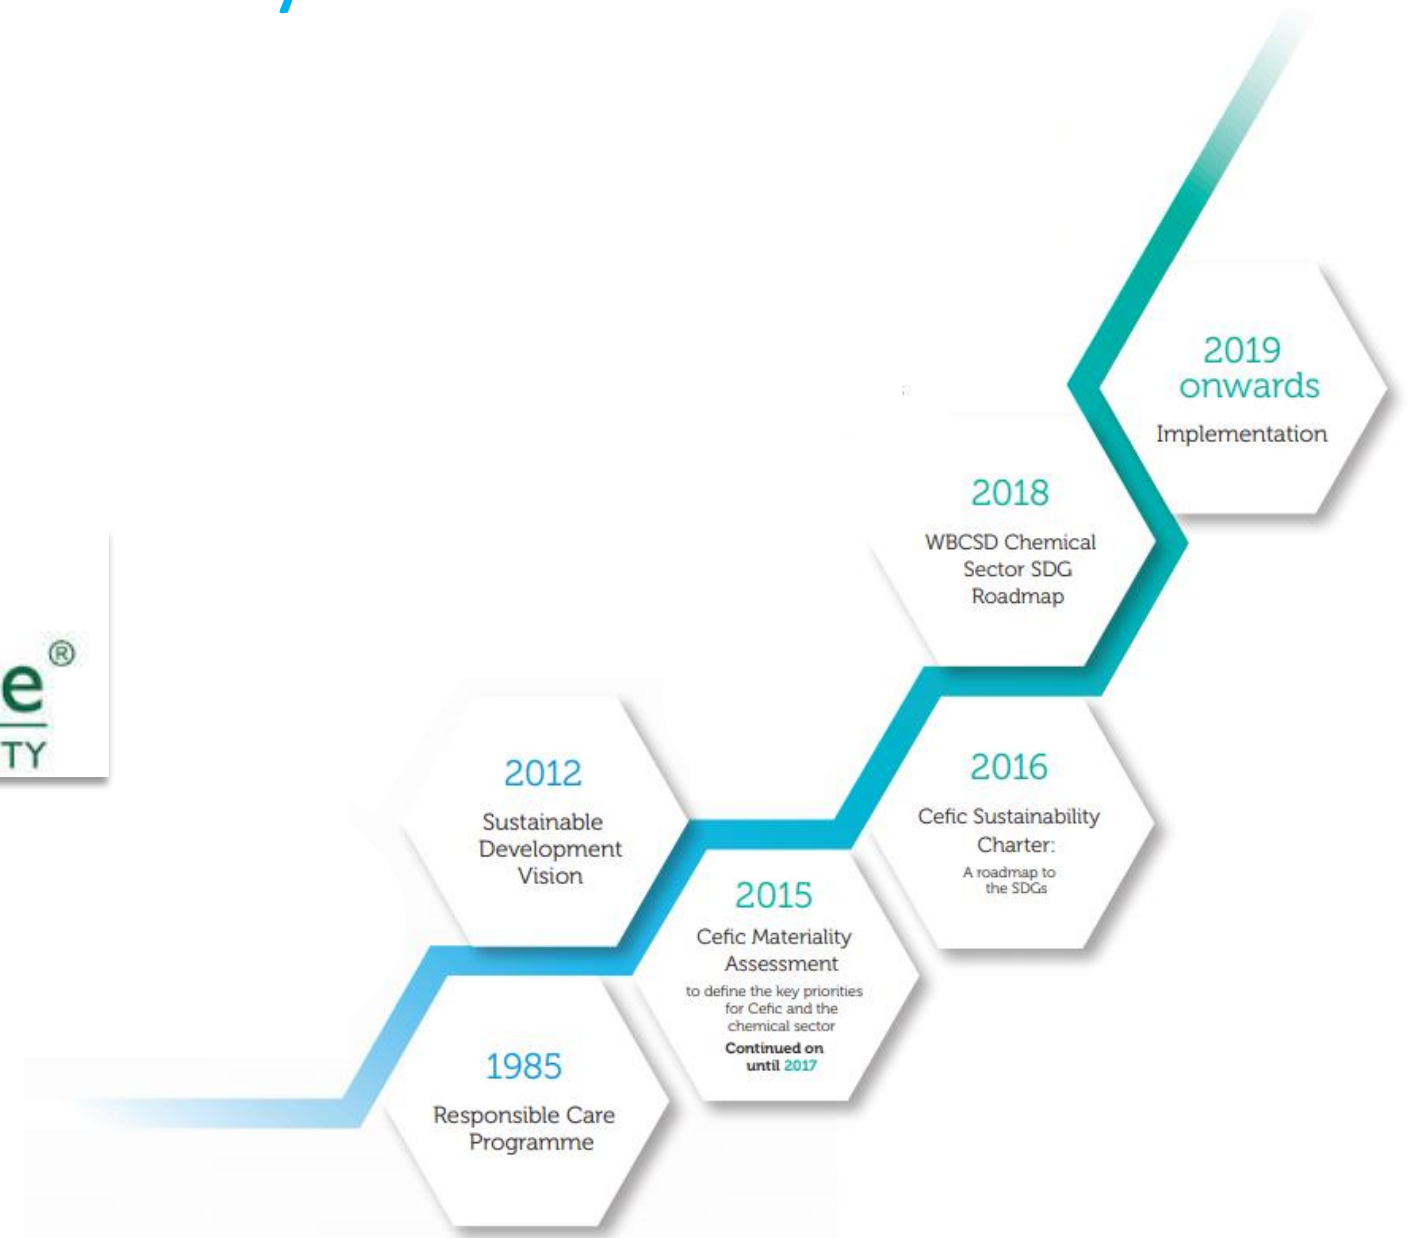 2019
onwards
Implementation
2018
WBCSD Chemical
Sector SDG
Roadmap
e®
TY
2012
Sustainable
Development
Vision
2016
Cefic Sustainability
Charter:
A roadmap to
the SDGs
2015
Cefic Materiality
Assessment
to define the key priorities
for Cefic and the
chemical sector
Continued on
until 2017
1985
Responsible Care
Programme